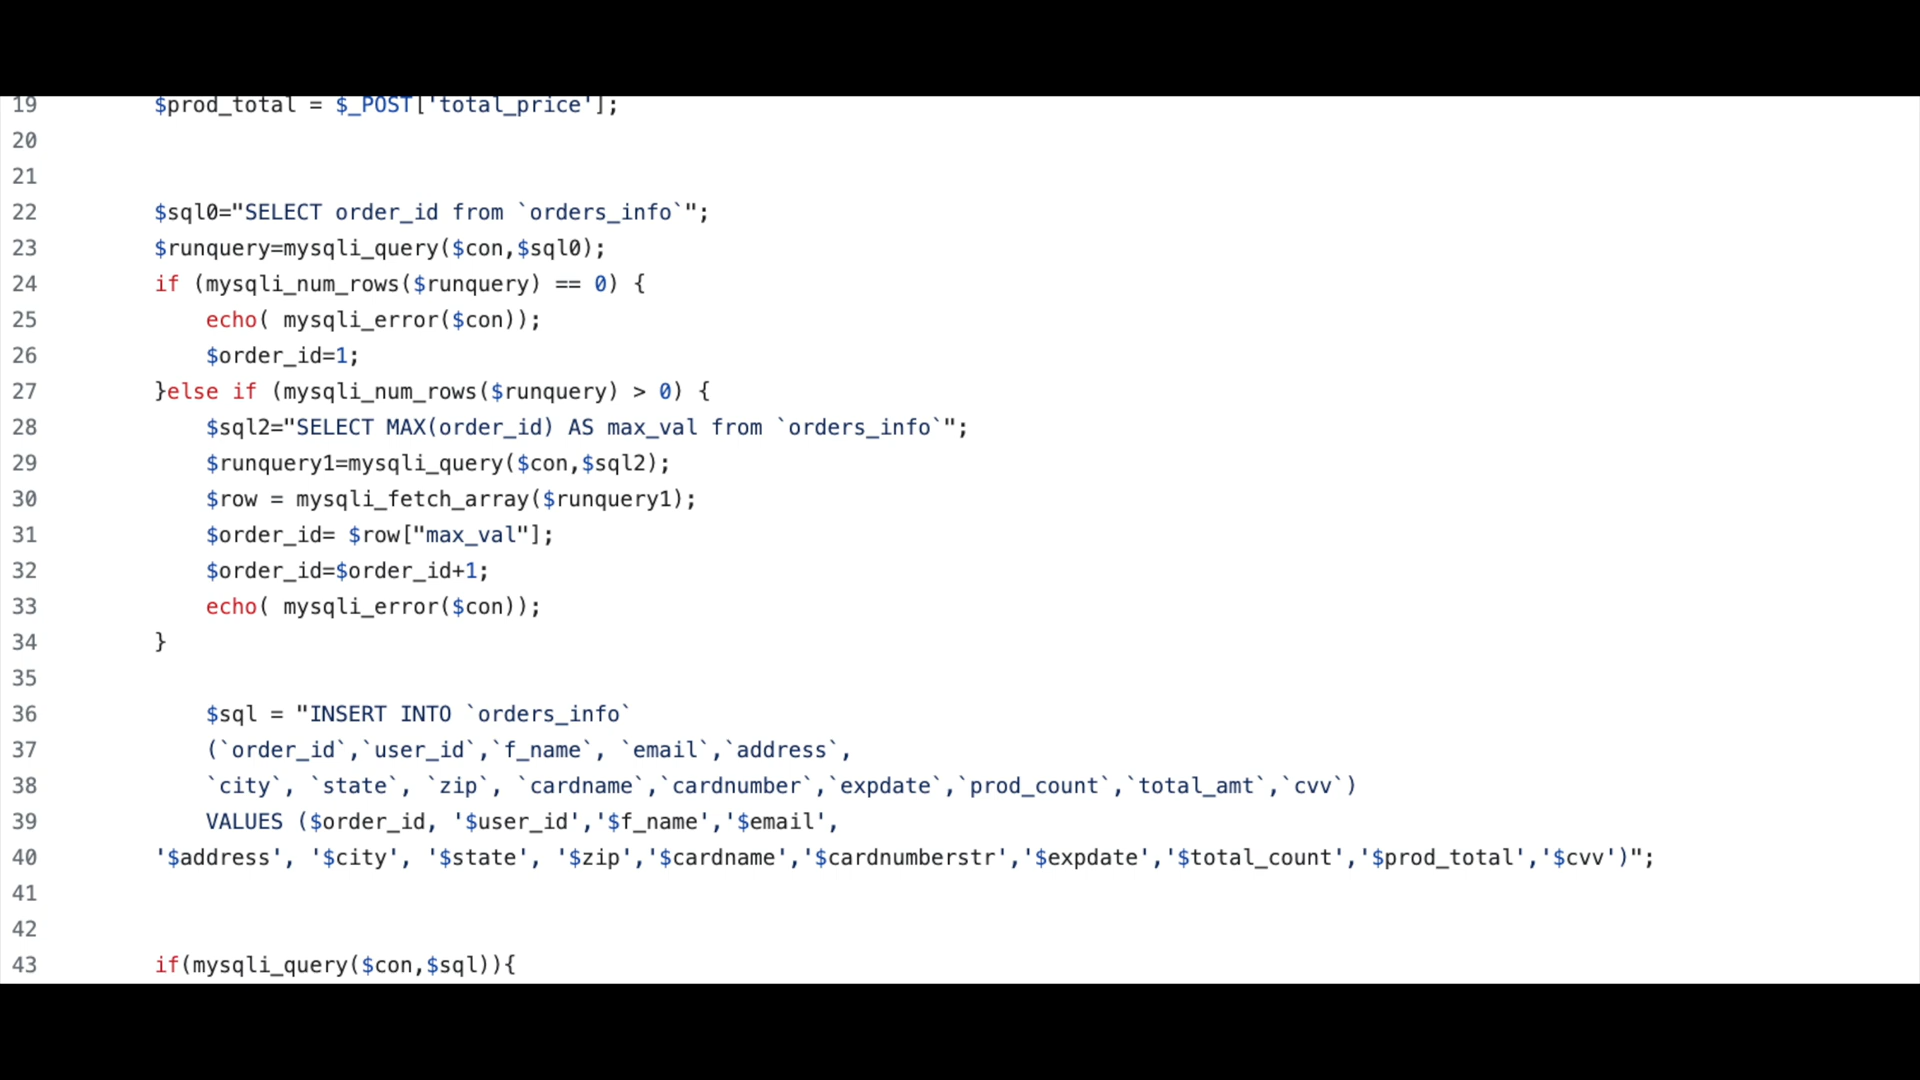 19 $prod_total = $_POST['total_price'];
20
21
22 $sql0="SELECT order_id from `orders_info`";
23 $runquery=mysqli_query($con,$sql0);
24 if (mysqli_num_rows($runquery) == 0) {
25 echo( mysqli_error($con));
26 $order_id=1;
27 }else if (mysqli_num_rows($runquery) > 0) {
28 $sql2="SELECT MAX(order_id) AS max_val from `orders_info`";
29 $runquery1=mysqli_query($con,$sql2);
30 $row = mysqli_fetch_array($runquery1);
31 $order_id= $row["max_val"];
32 $order_id=$order_id+1;
33 echo( mysqli_error($con));
34 }
35
36 $sql = "INSERT INTO `orders_info`
37 (`order_id`,`user_id`,`f_name`, `email`,`address`,
38 `city`, `state`, `zip`, `cardname`,`cardnumber`,`expdate`,`prod_count`,`total_amt`,`cvv`)
39 VALUES ($order_id, '$user_id','$f_name','$email',
40 '$address', '$city', '$state', '$zip','$cardname','$cardnumberstr','$expdate','$total_count','$prod_total','$cvv')";
41
42
43 if(mysqli_query($con,$sql)){